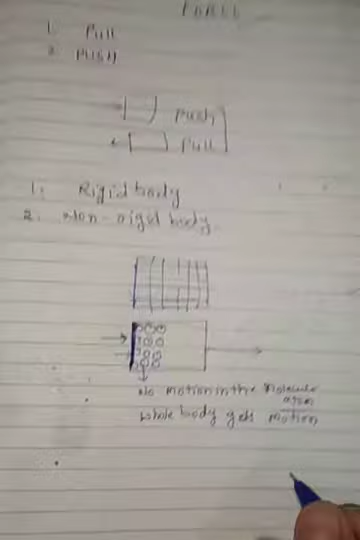 FORCE
1. Pull
2. PUSH
Push
Pull
1. Rigid body
2. Non-rigid body.
No motion in the molecule
atom
Whole body gets motion